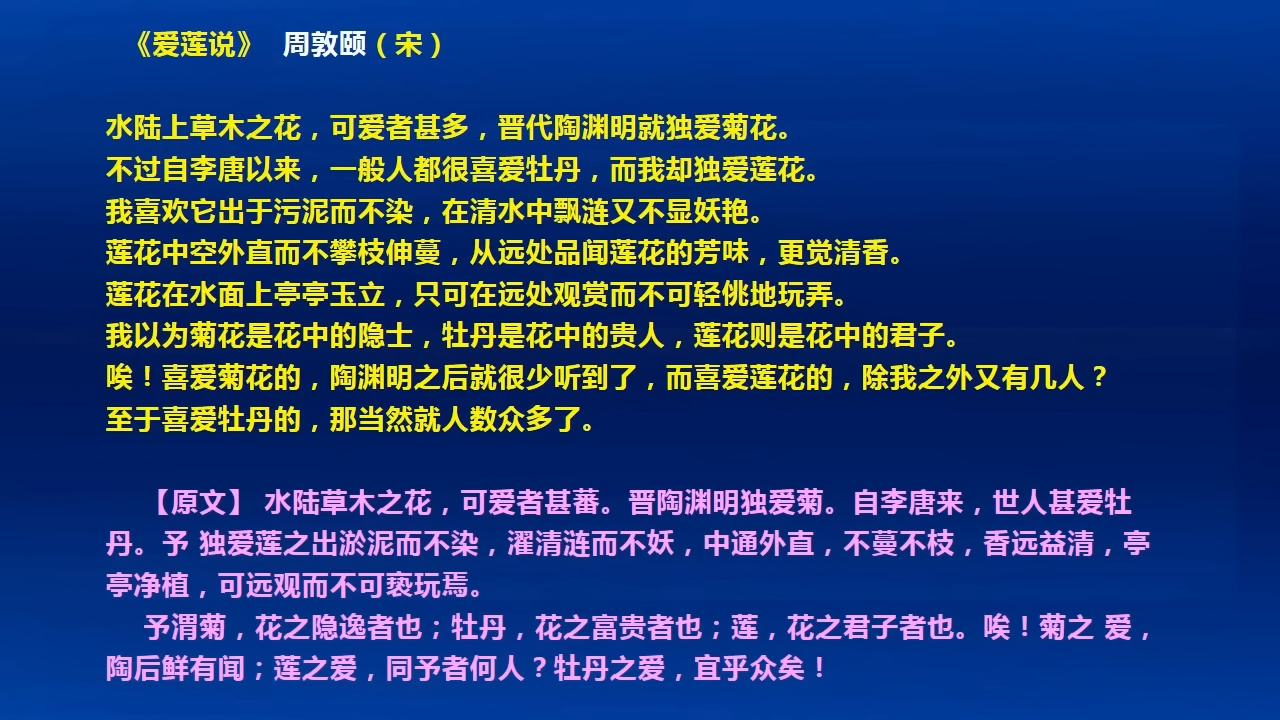 《爱莲说》 周敦颐（宋）
水陆上草木之花，可爱者甚多，晋代陶渊明就独爱菊花。
不过自李唐以来，一般人都很喜爱牡丹，而我却独爱莲花。
我喜欢它出于污泥而不染，在清水中飘涟又不显妖艳。
莲花中空外直而不攀枝伸蔓，从远处品闻莲花的芳味，更觉清香。
莲花在水面上亭亭玉立，只可在远处观赏而不可轻佻地玩弄。
我以为菊花是花中的隐士，牡丹是花中的贵人，莲花则是花中的君子。
唉！喜爱菊花的，陶渊明之后就很少听到了，而喜爱莲花的，除我之外又有几人？
至于喜爱牡丹的，那当然就人数众多了。
【原文】 水陆草木之花，可爱者甚蕃。晋陶渊明独爱菊。自李唐来，世人甚爱牡
丹。予 独爱莲之出淤泥而不染，濯清涟而不妖，中通外直，不蔓不枝，香远益清，亭
亭净植，可远观而不可亵玩焉。
予渭菊，花之隐逸者也；牡丹，花之富贵者也；莲，花之君子者也。唉！菊之 爱，
陶后鲜有闻；莲之爱，同予者何人？牡丹之爱，宜乎众矣！